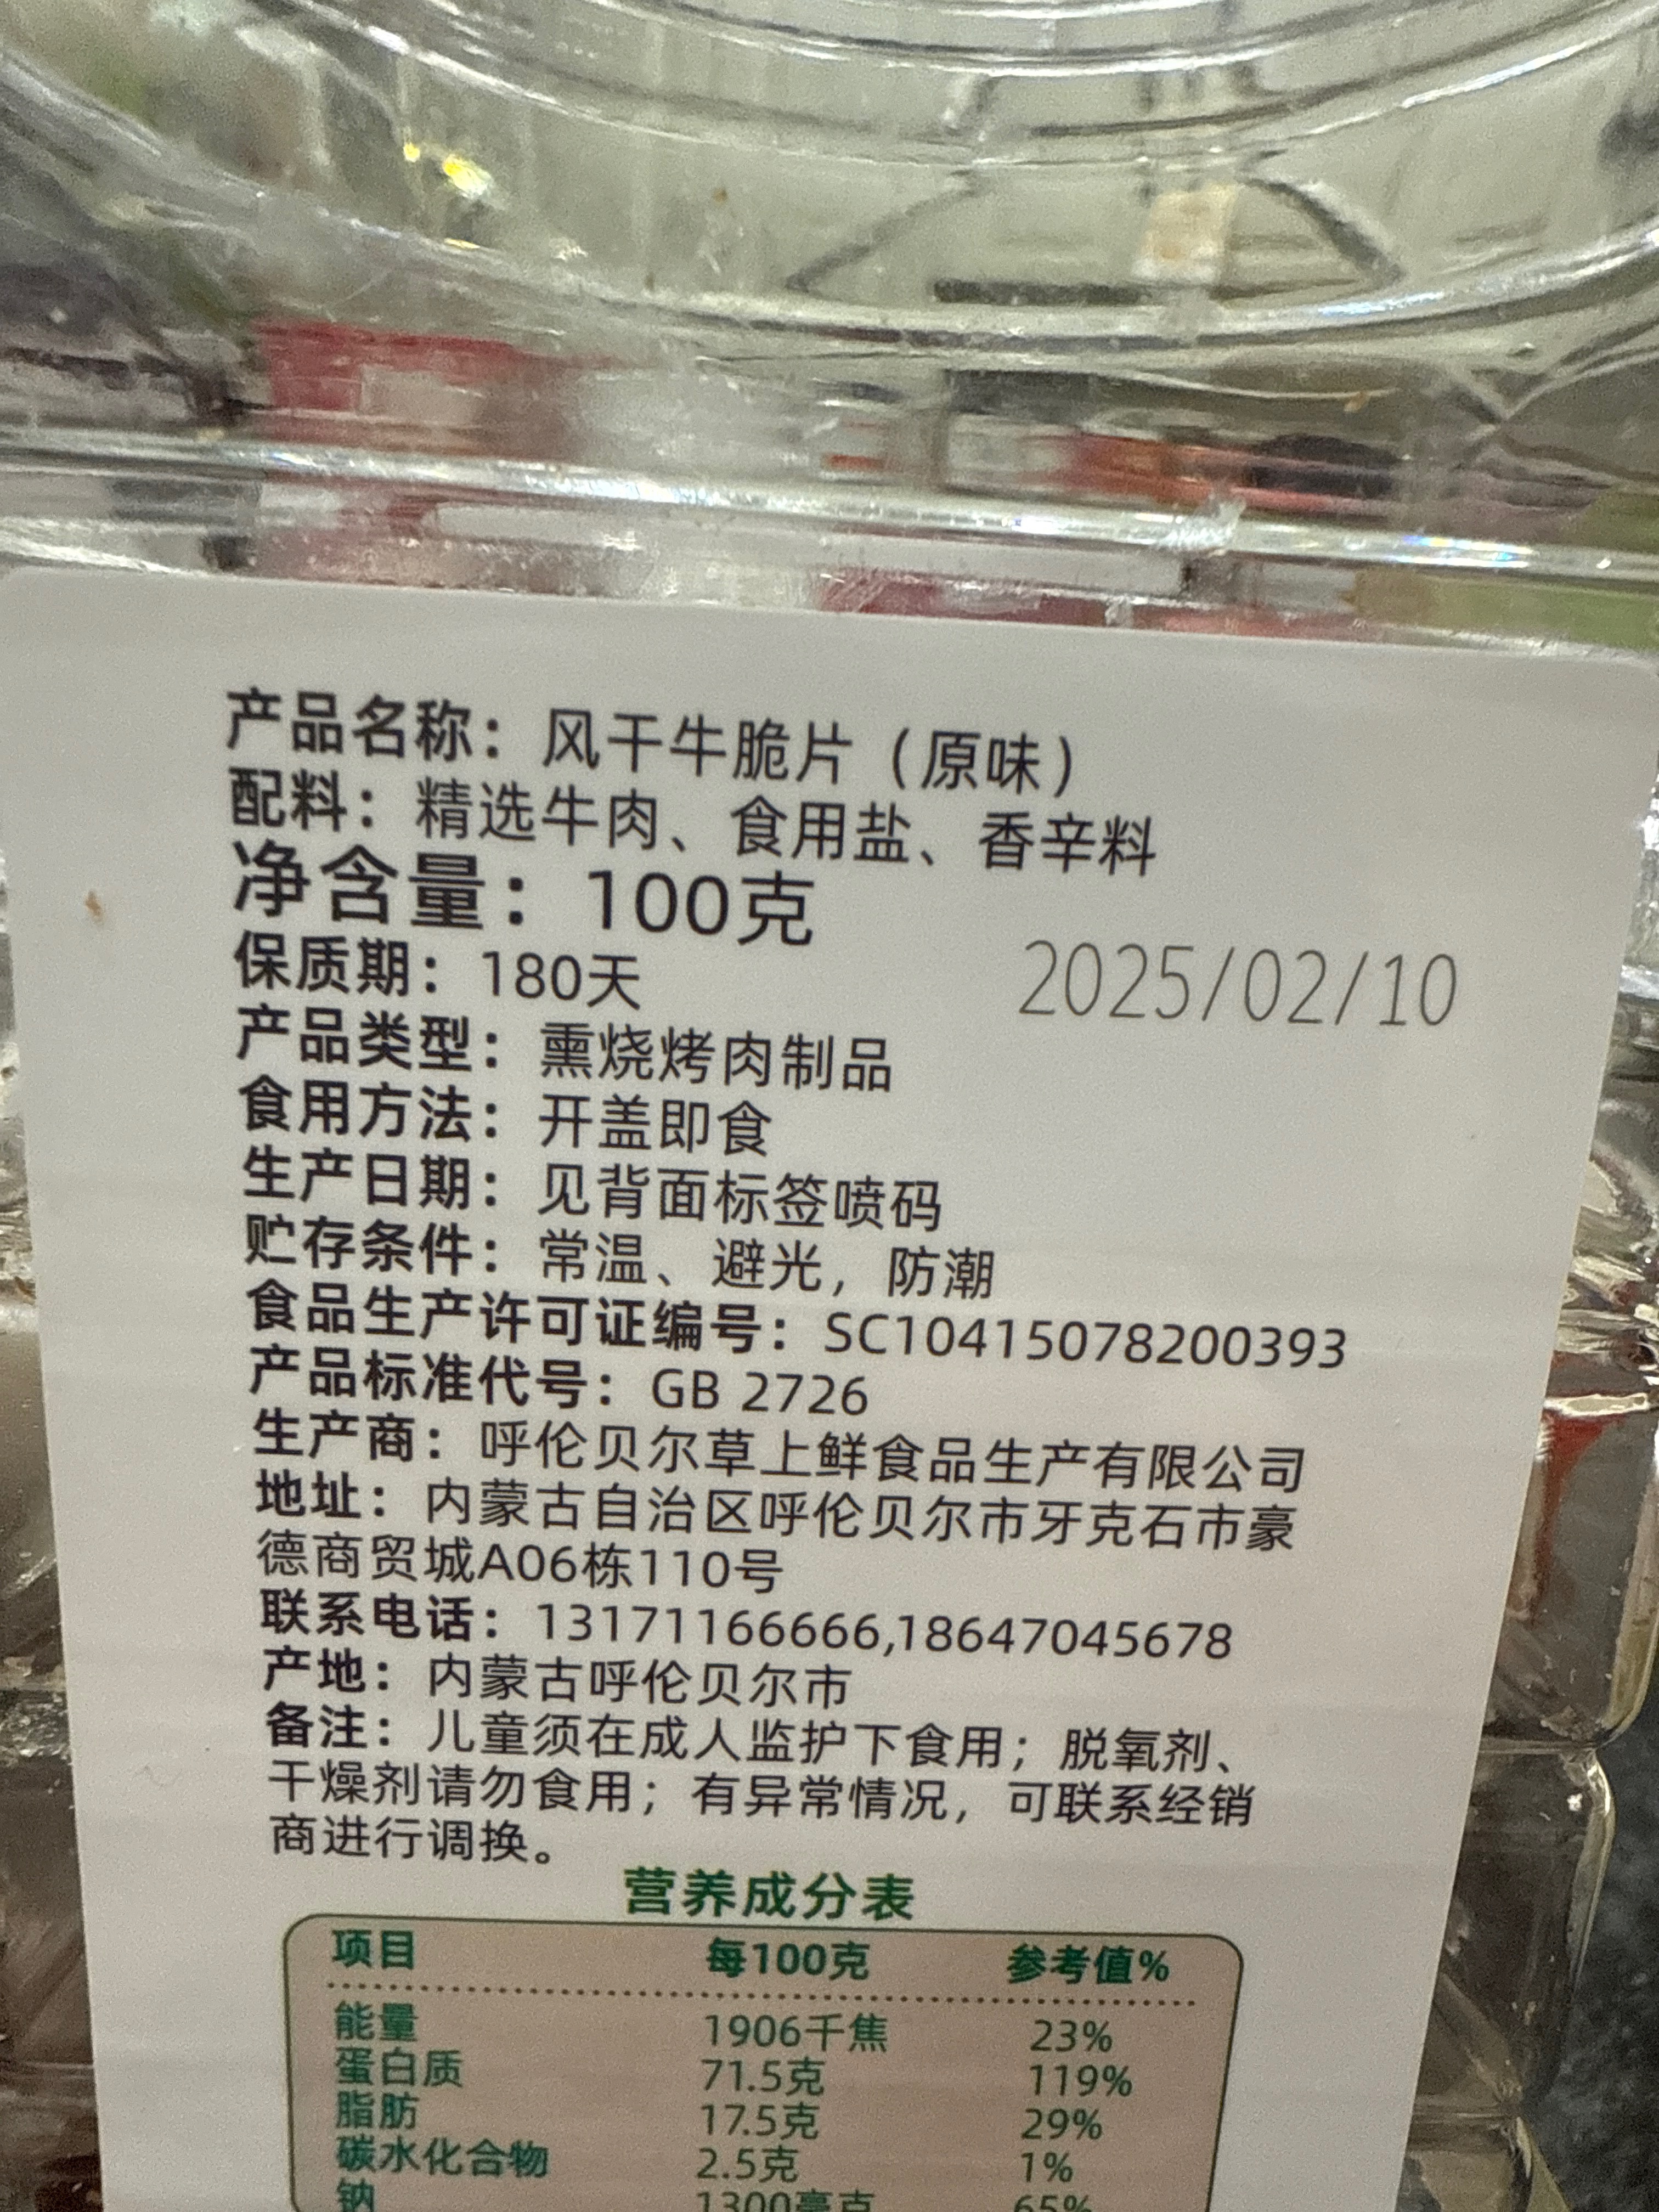 产品名称：风干牛脆片（原味）
配料：精选牛肉、食用盐、香辛料
净含量：100克
保质期：180天
2025/02/10
产品类型：熏烧烤肉制品
食用方法：开盖即食
生产日期：见背面标签喷码
贮存条件：常温、避光，防潮
食品生产许可证编号：SC10415078200393
产品标准代号：GB 2726
生产商：呼伦贝尔草上鲜食品生产有限公司
地址：内蒙古自治区呼伦贝尔市牙克石市豪
德商贸城A06栋110号
联系电话：13171166666,18647045678
产地：内蒙古呼伦贝尔市
备注：儿童须在成人监护下食用；脱氧剂、
干燥剂请勿食用；有异常情况，可联系经销
商进行调换。
营养成分表
项目 每100克 参考值%
能量 1906千焦 23%
蛋白质 71.5克 119%
脂肪 17.5克 29%
碳水化合物 2.5克 1%
钠 1300毫克 65%